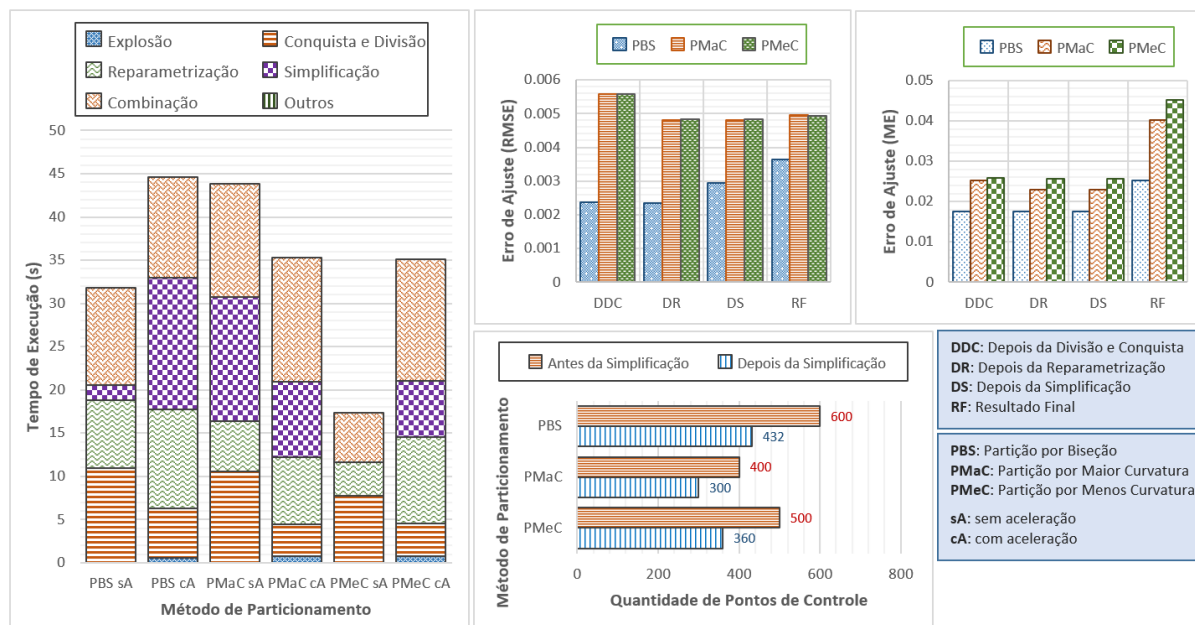 Explosão
Conquista e Divisão
Reparametrização
Simplificação
Combinação
Outros
Tempo de Execução (s)
50
45
40
35
30
25
20
15
10
5
0
PBS sA
PBS cA
PMaC sA
PMaC cA
PMeC sA
PMeC cA
Método de Particionamento
PBS
PMaC
PMeC
Erro de Ajuste (RMSE)
0.006
0.005
0.004
0.003
0.002
0.001
0
DDC
DR
DS
RF
PBS
PMaC
PMeC
Erro de Ajuste (ME)
0.05
0.04
0.03
0.02
0.01
0
DDC
DR
DS
RF
Antes da Simplificação
Depois da Simplificação
Método de Particionamento
PBS
600
432
PMaC
400
300
PMeC
500
360
0
200
400
600
800
Quantidade de Pontos de Controle
DDC: Depois da Divisão e Conquista
DR: Depois da Reparametrização
DS: Depois da Simplificação
RF: Resultado Final
PBS: Partição por Biseção
PMaC: Partição por Maior Curvatura
PMeC: Partição por Menos Curvatura
sA: sem aceleração
cA: com aceleração